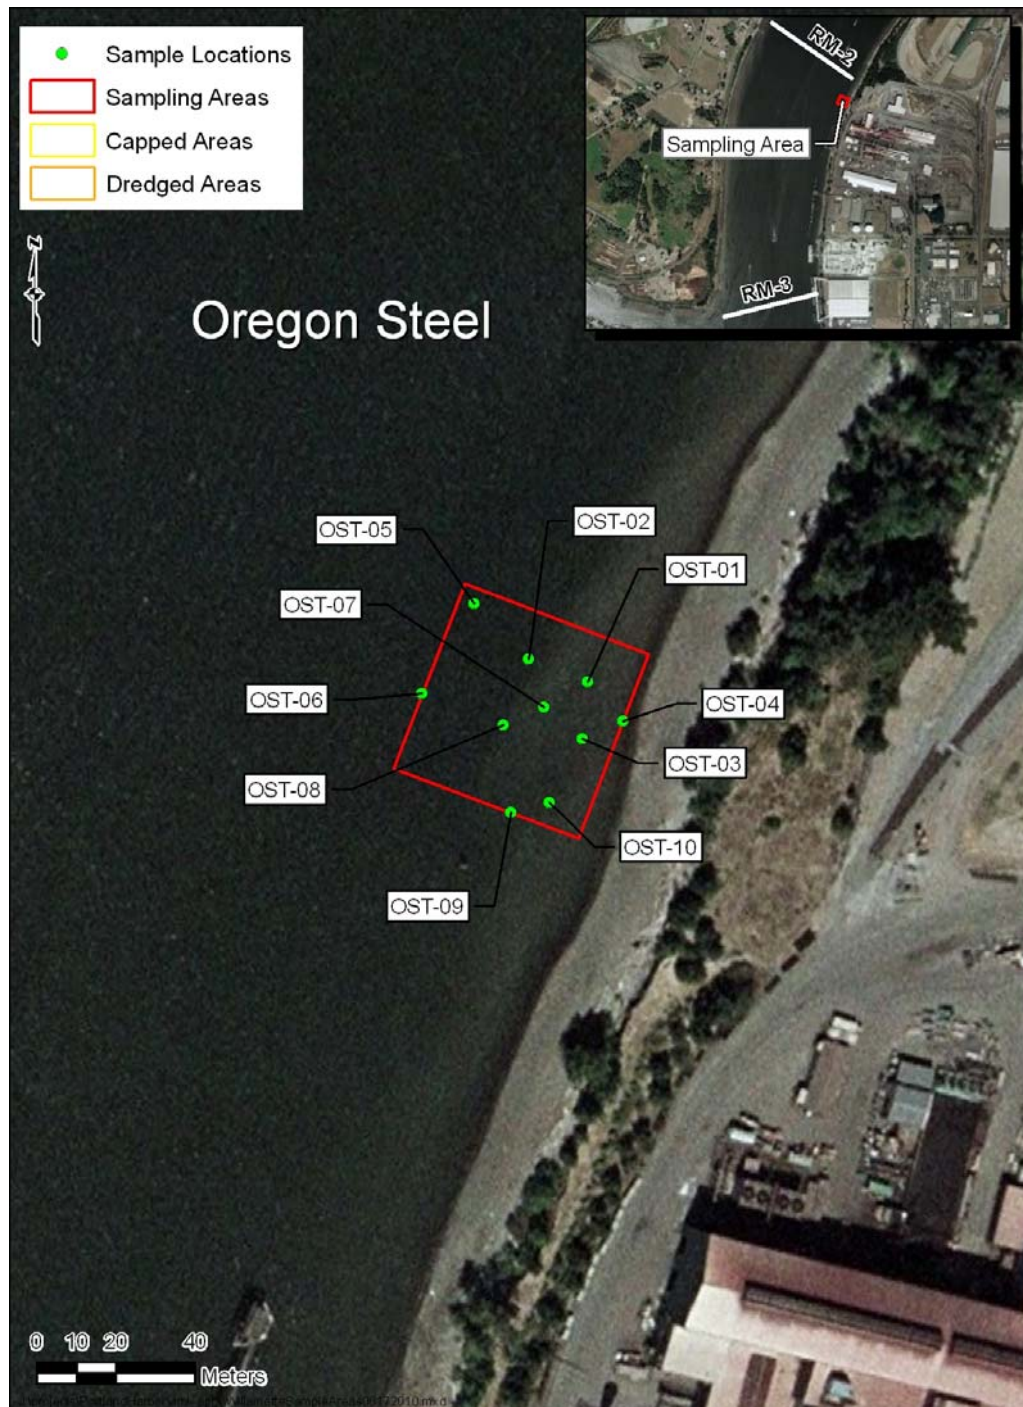 Sample Locations
Sampling Areas
Capped Areas
Dredged Areas
N
Oregon Steel
RM-2
Sampling Area
RM-3
OST-05
OST-02
OST-01
OST-07
OST-06
OST-04
OST-03
OST-08
OST-10
OST-09
0 10 20 40
Meters